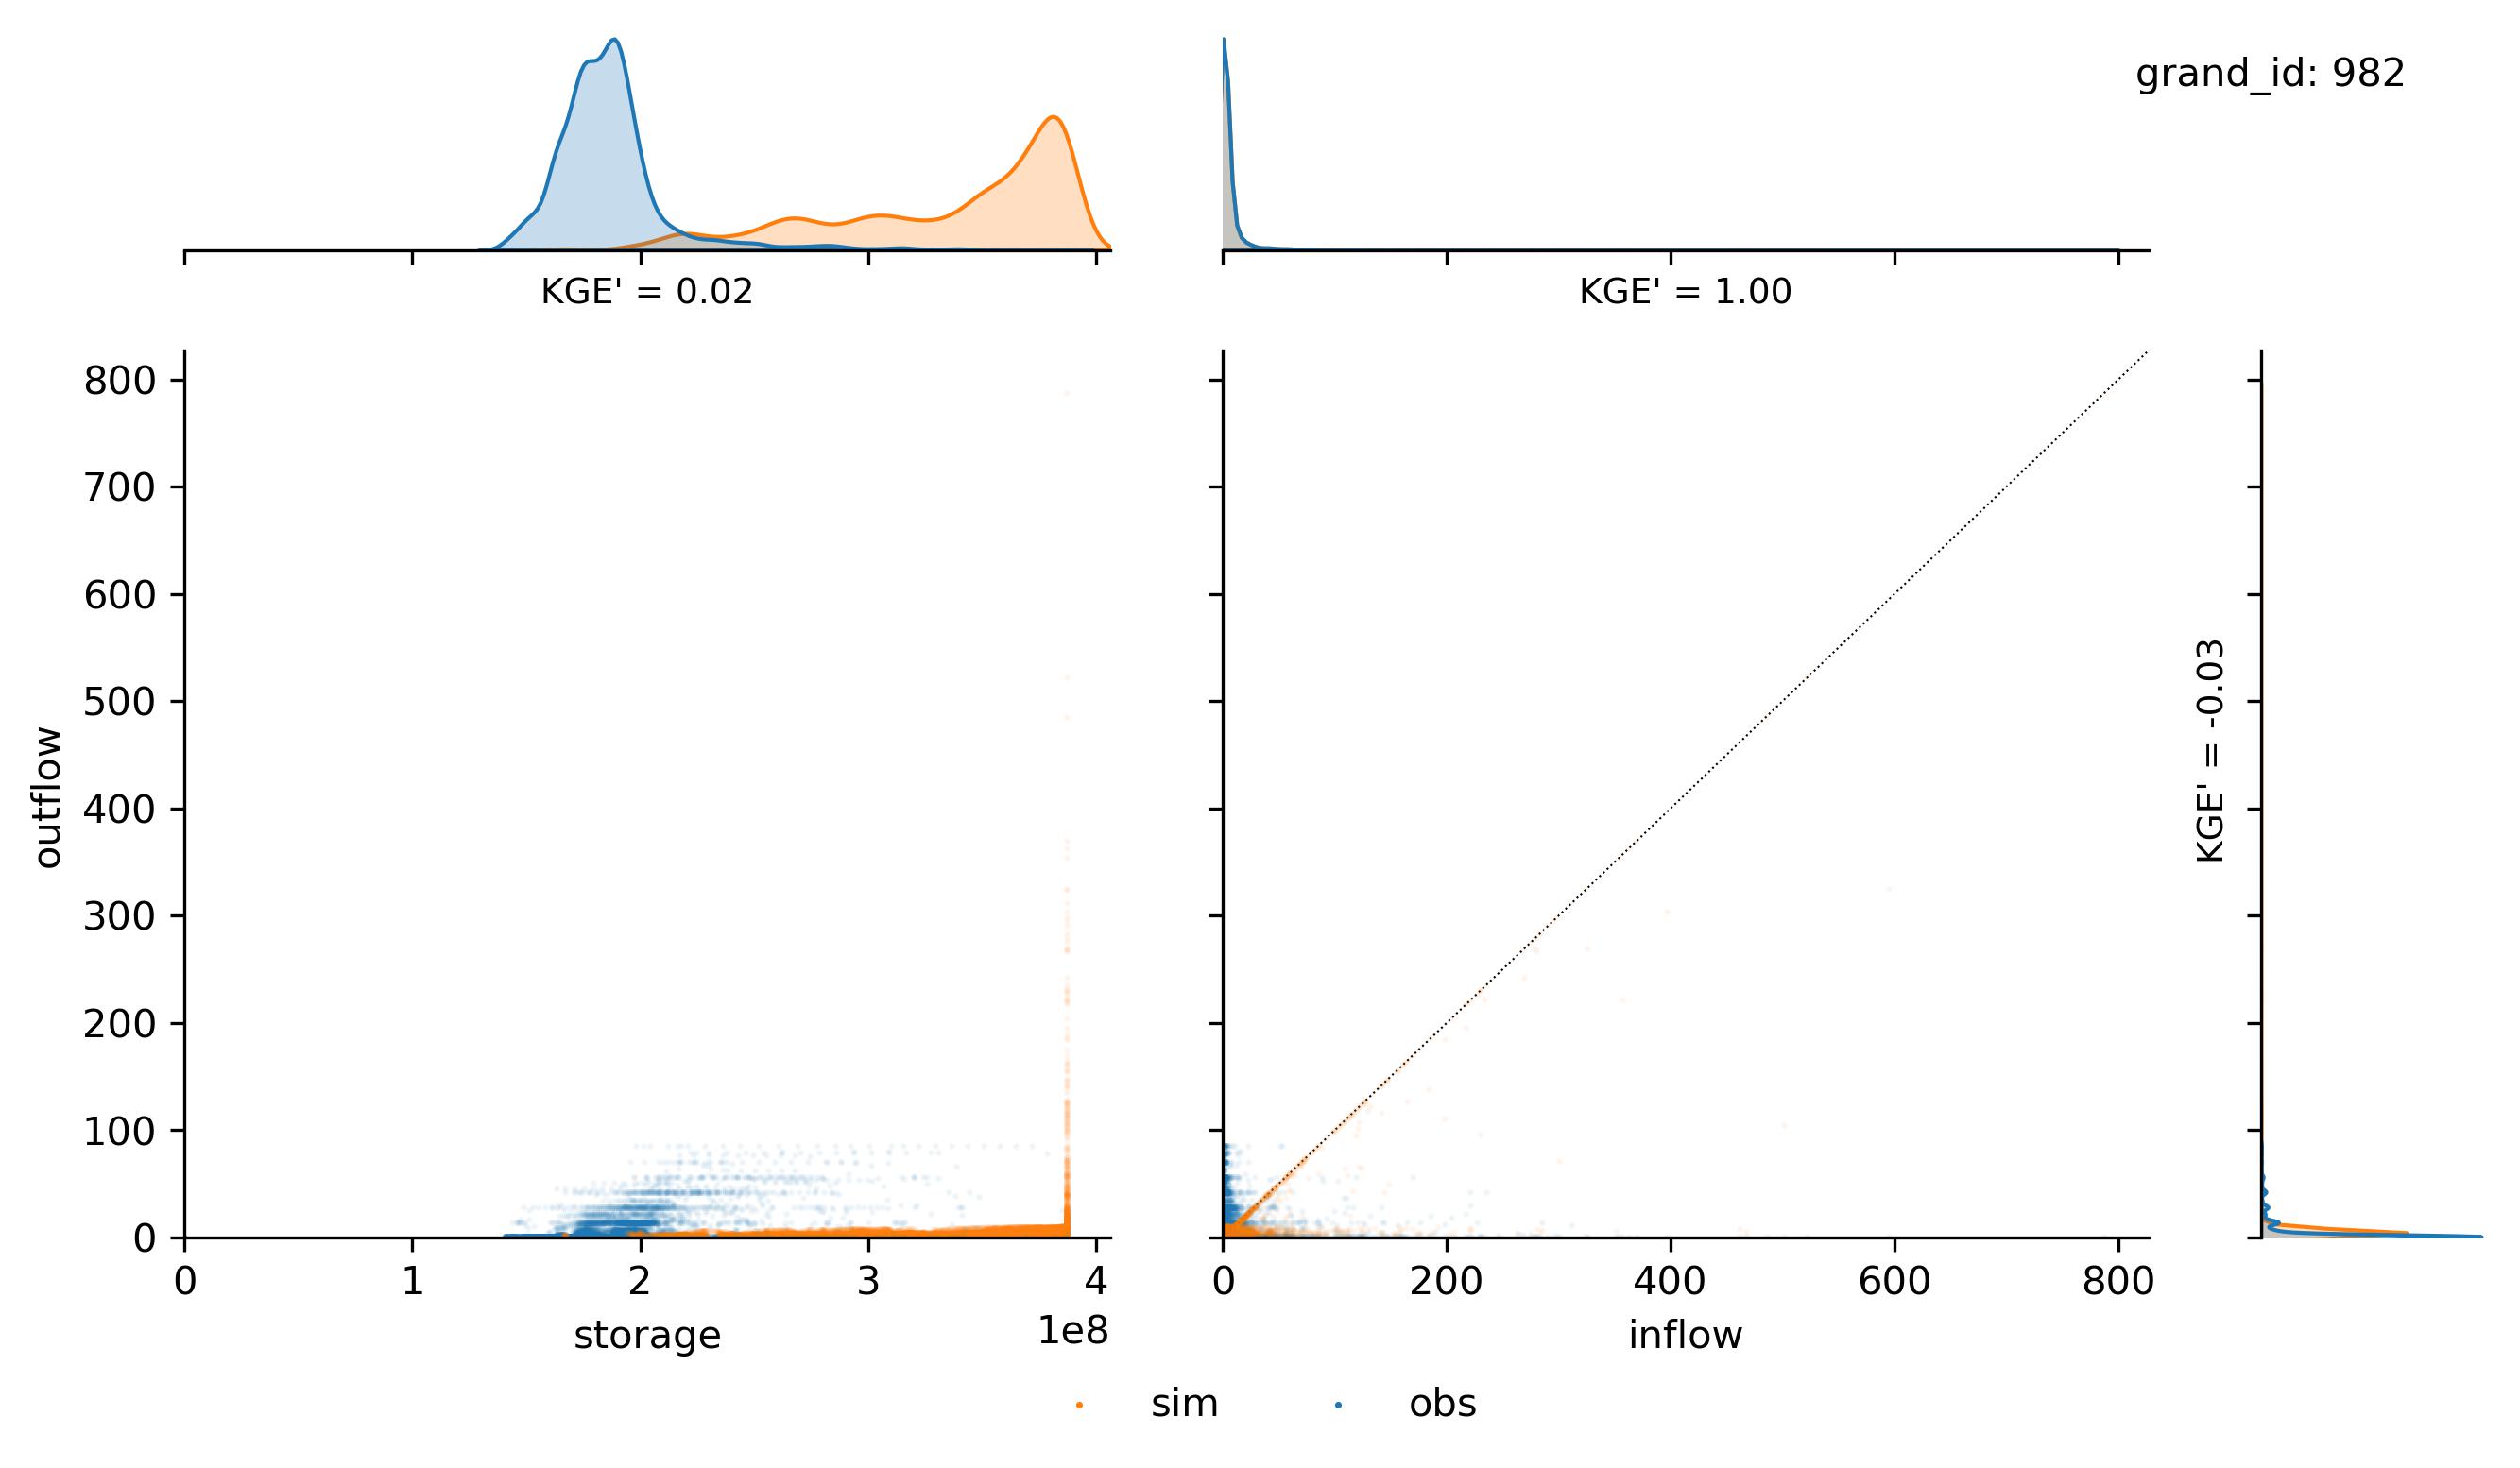 grand_id: 982
KGE' = 0.02
KGE' = 1.00
800
700
600
500
400
300
200
100
0
outflow
KGE' = -0.03
0 1 2 3 4
0 200 400 600 800
1e8
storage
inflow
sim obs